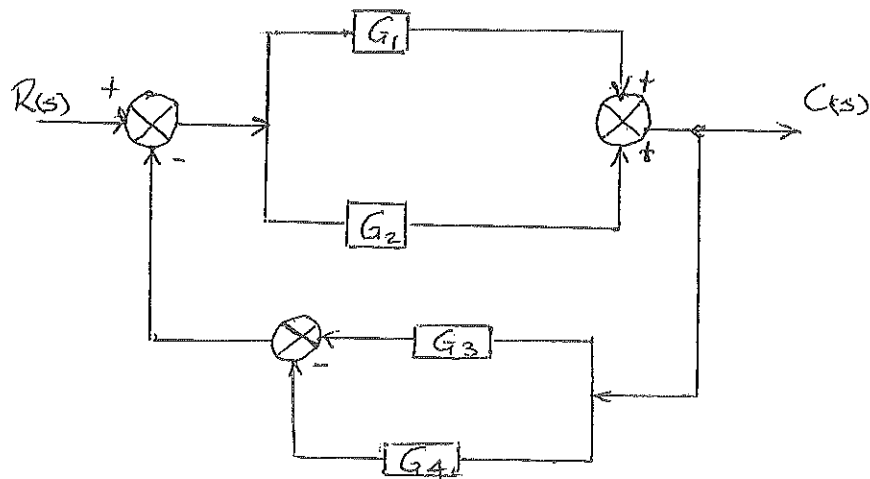 G1
+ +
R(s) C(s)
- +
G2
G3
-
G4